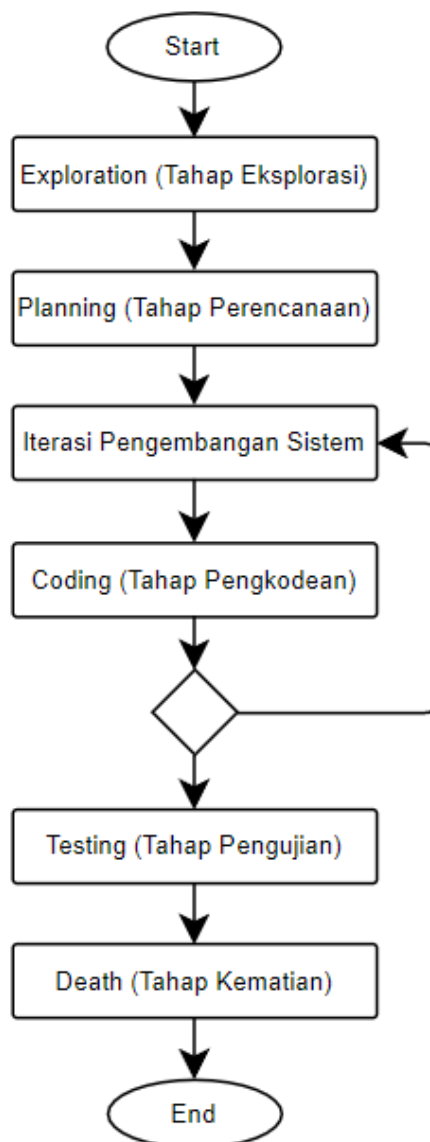 Start
Exploration (Tahap Eksplorasi)
Planning (Tahap Perencanaan)
Iterasi Pengembangan Sistem
Coding (Tahap Pengkodean)
Testing (Tahap Pengujian)
Death (Tahap Kematian)
End